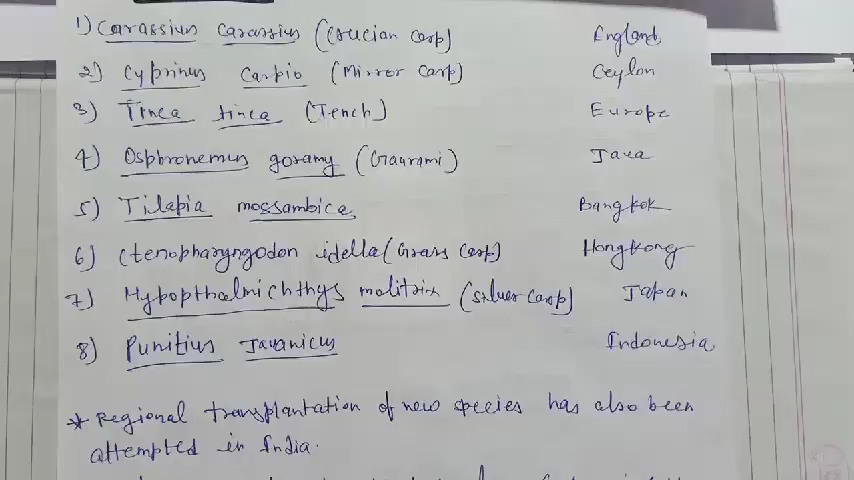 1) Carassius carassius (Crucian Carp) England
2) Cyprinus Carpio (Mirror Carp) Ceylon
3) Tinca tinca (Tench) Europe
4) Osphronemus goramy (Gaurami) Java
5) Tilapia mossambica Bangkok
6) Ctenopharyngodon idella (Grass Carp) Hongkong
7) Hypopthalmichthys molitrix (Silver Carp) Japan
8) Punitius Javanicus Indonesia
* Regional transplantation of new species has also been
attempted in India.